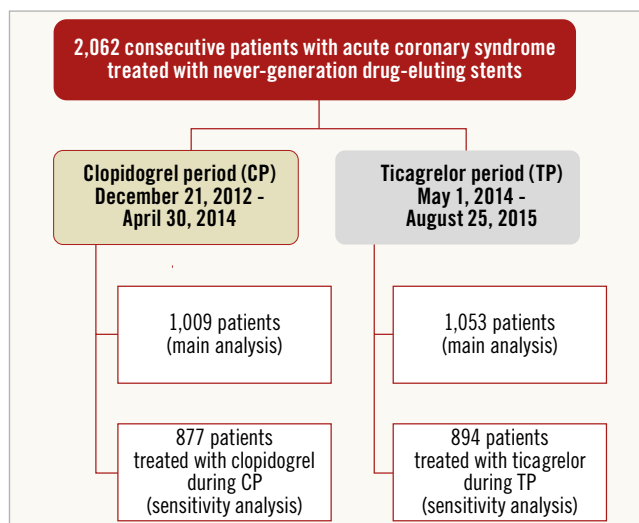 2,062 consecutive patients with acute coronary syndrome
treated with never-generation drug-eluting stents
Clopidogrel period (CP)
December 21, 2012 -
April 30, 2014
Ticagrelor period (TP)
May 1, 2014 –
August 25, 2015
1,009 patients
(main analysis)
1,053 patients
(main analysis)
877 patients
treated with clopidogrel
during CP
(sensitivity analysis)
894 patients
treated with ticagrelor
during TP
(sensitivity analysis)